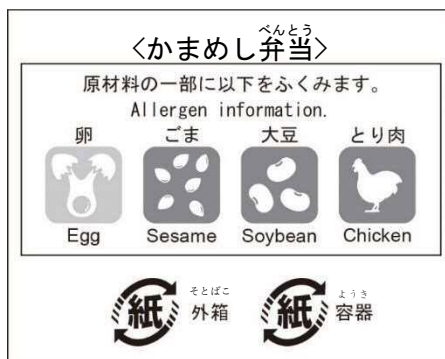 べんとう
<かまめし弁当>
原材料の一部に以下をふくみます。
Allergen information.
卵 ごま 大豆 とり肉
Egg Sesame Soybean Chicken
そとばこ ようき
紙 外箱 紙 容器